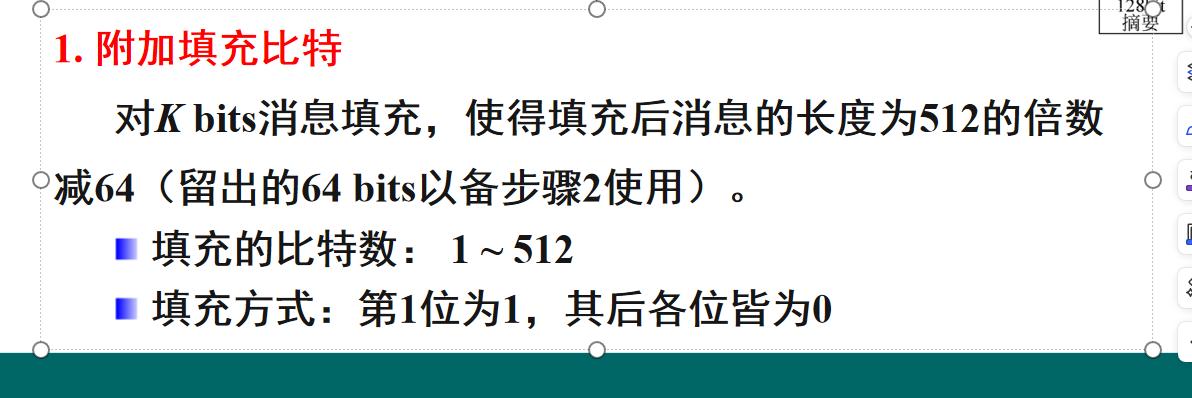 摘要
1. 附加填充比特
对K bits消息填充，使得填充后消息的长度为512的倍数
减64（留出的64 bits以备步骤2使用）。
填充的比特数： 1 ~ 512
填充方式：第1位为1，其后各位皆为0